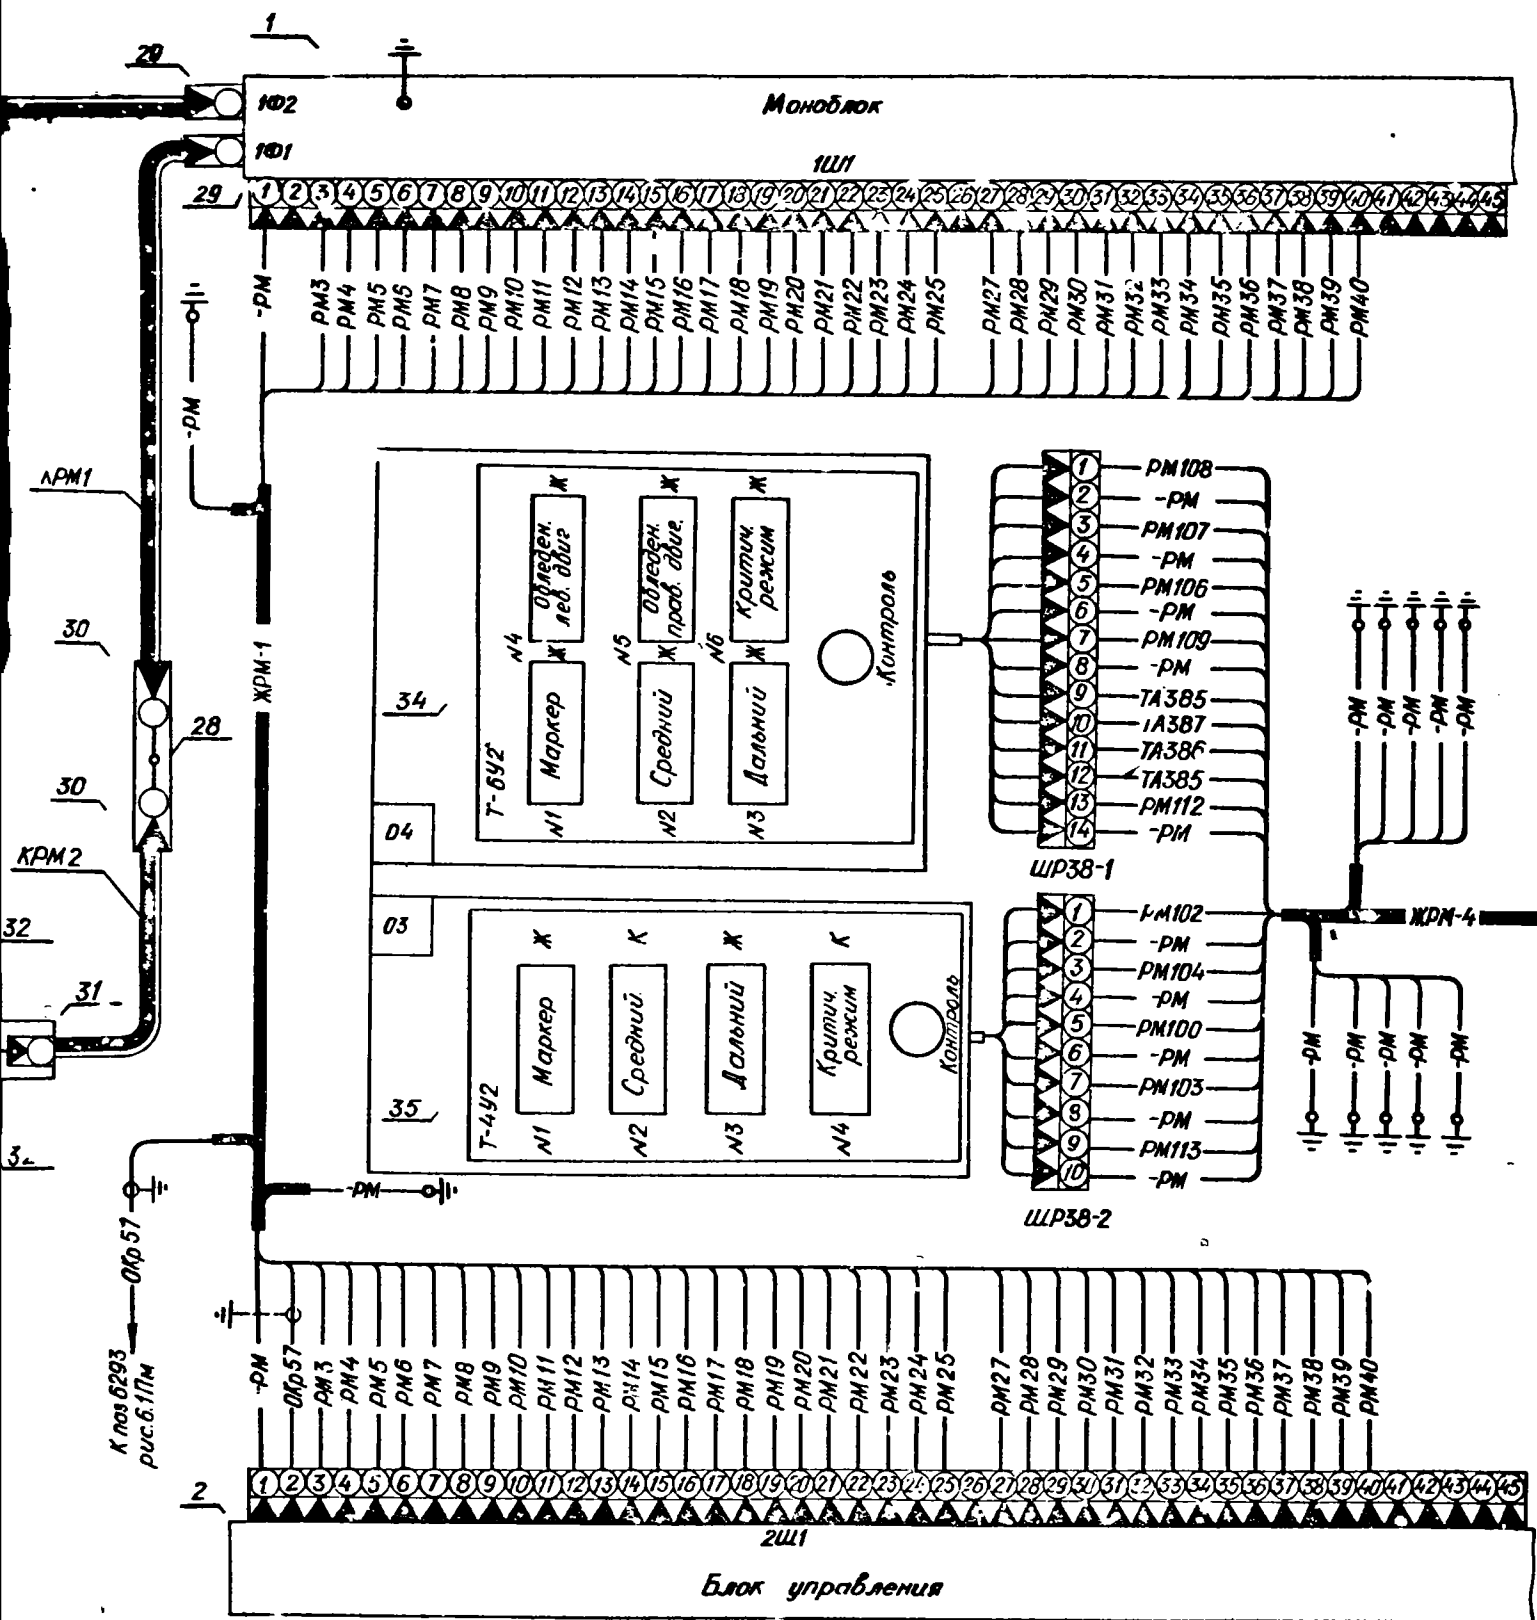 1
29
1Ф2
Моноблок
1Ф1
1Ш1
29
1 2 3 4 5 6 7 8 9 10 11 12 13 14 15 16 17 18 19 20 21 22 23 24 25 26 27 28 29 30 31 32 33 34 35 36 37 38 39 40 41 42 43 44 45
-РМ РМ3 РМ4 РМ5 РМ5 РМ7 РМ8 РМ9 РМ10 РМ11 РМ12 РМ13 РМ14 РМ15 РМ16 РМ17 РМ18 РМ19 РМ20 РМ21 РМ22 РМ23 РМ24 РМ25 РМ27 РМ28 РМ29 РМ30 РМ31 РМ32 РМ33 РМ34 РМ35 РМ36 РМ37 РМ38 РМ39 РМ40
-РМ
РМ1
30
28
30
КРМ2
32
31
ЖРМ-1
34
Т-6У2
04
Ж Ж Ж
Обледен.
лев. двиг
Обледен.
прав. двиг.
Критич.
режим
N4 N5 N6
Ж Ж Ж
Маркер
Средний
Дальний
N1 N2 N3
Контроль
1 РМ108
2 -РМ
3 РМ107
4 -РМ
5 РМ106
6 -РМ
7 РМ109
8 -РМ
9 ТА385
10 ТА387
11 ТА386
12 ТА385
13 РМ112
14 -РМ
ШР38-1
03
35
Т-4У2
Ж К Ж К
Маркер
Средний
Дальний
Критич.
режим
N1 N2 N3 N4
Контроль
1 РМ102
2 -РМ
3 РМ104
4 -РМ
5 РМ100
6 -РМ
7 РМ103
8 -РМ
9 РМ113
10 -РМ
ШР38-2
-РМ -РМ -РМ -РМ -РМ
ЖРМ-4
-РМ -РМ -РМ -РМ -РМ
-РМ
ОКр57
К поз 6293
рис.6.1Пм
-РМ ОКр57 РМ3 РМ4 РМ5 РМ6 РМ7 РМ8 РМ9 РМ10 РМ11 РМ12 РМ13 РМ14 РМ15 РМ16 РМ17 РМ18 РМ19 РМ20 РМ21 РМ22 РМ23 РМ24 РМ25 РМ27 РМ28 РМ29 РМ30 РМ31 РМ32 РМ33 РМ34 РМ35 РМ36 РМ37 РМ38 РМ39 РМ40
1 2 3 4 5 6 7 8 9 10 11 12 13 14 15 16 17 18 19 20 21 22 23 24 25 26 27 28 29 30 31 32 33 34 35 36 37 38 39 40 41 42 43 44 45
2
2Ш1
Блок управления